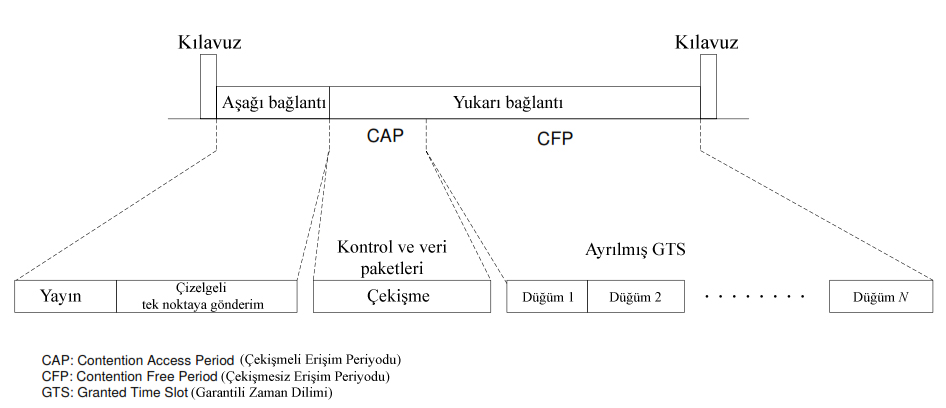 Kılavuz
Kılavuz
Aşağı bağlantı
Yukarı bağlantı
CAP
CFP
Kontrol ve veri
paketleri
Ayrılmış GTS
Yayın
Çizelgeli
tek noktaya gönderim
Çekişme
Düğüm 1
Düğüm 2
Düğüm N
CAP: Contention Access Period (Çekişmeli Erişim Periyodu)
CFP: Contention Free Period (Çekişmesiz Erişim Periyodu)
GTS: Granted Time Slot (Garantili Zaman Dilimi)